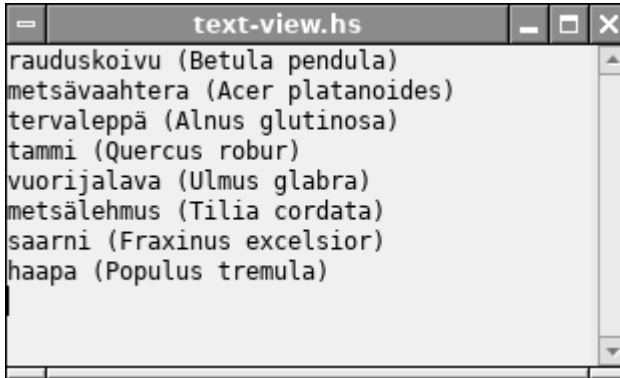 text-view.hs
rauduskoivu (Betula pendula)
metsävaahtera (Acer platanoides)
tervaleppä (Alnus glutinosa)
tammi (Quercus robur)
vuorijalava (Ulmus glabra)
metsälehmus (Tilia cordata)
saarni (Fraxinus excelsior)
haapa (Populus tremula)